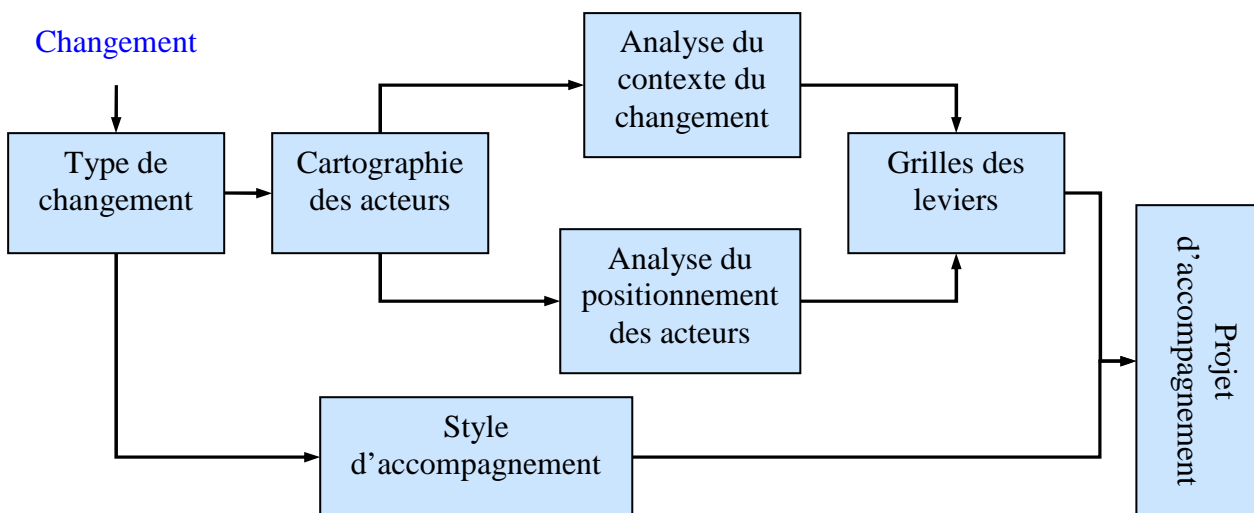 Changement
Type de
changement
Cartographie
des acteurs
Analyse du
contexte du
changement
Analyse du
positionnement
des acteurs
Grilles des
leviers
Style
d’accompagnement
Projet
d’accompagnement